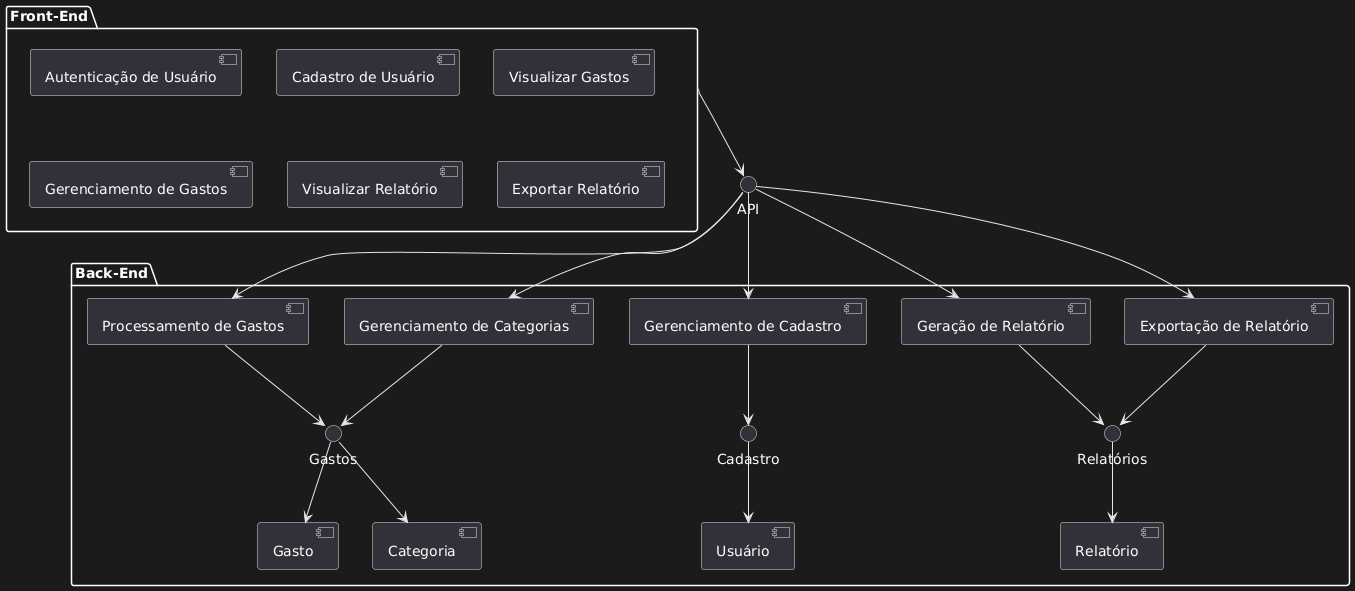 Front-End
Autenticação de Usuário
Cadastro de Usuário
Visualizar Gastos
Gerenciamento de Gastos
Visualizar Relatório
Exportar Relatório
API
Back-End
Processamento de Gastos
Gerenciamento de Categorias
Gerenciamento de Cadastro
Geração de Relatório
Exportação de Relatório
Gastos
Cadastro
Relatórios
Gasto
Categoria
Usuário
Relatório